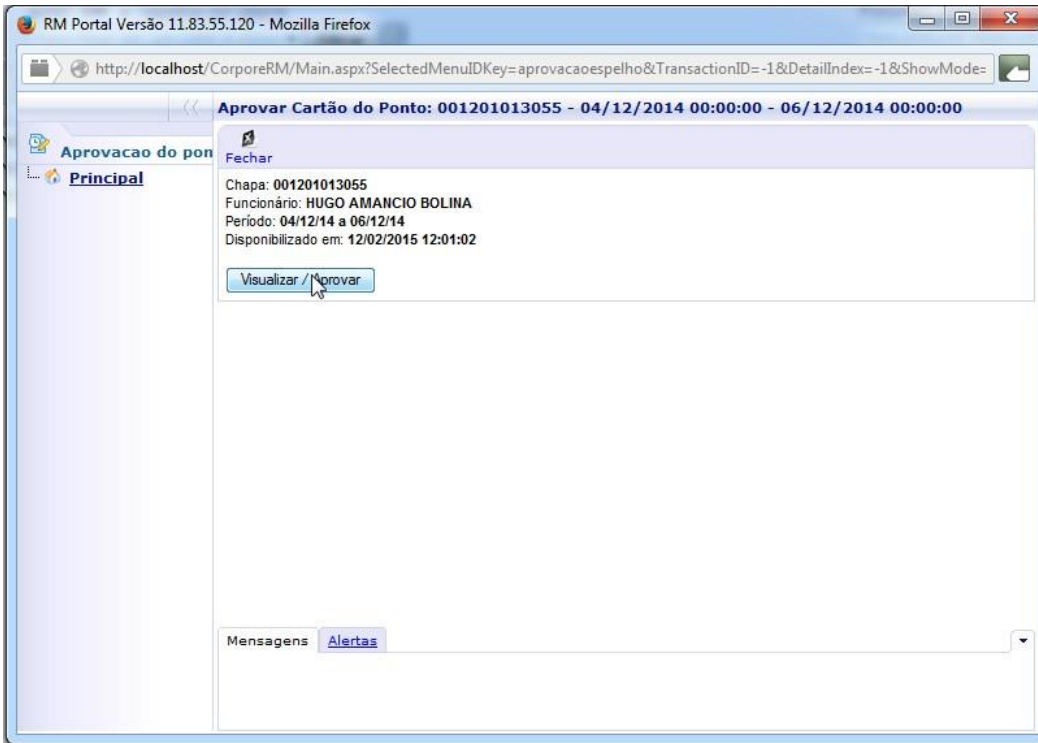 RM Portal Versão 11.83.55.120 - Mozilla Firefox
http://localhost/CorporeRM/Main.aspx?SelectedMenuIDKey=aprovacaoespelho&TransactionID=-1&DetailIndex=-1&ShowMode=
Aprovar Cartão do Ponto: 001201013055 - 04/12/2014 00:00:00 - 06/12/2014 00:00:00
Aprovacao do pon
Principal
Fechar
Chapa: 001201013055
Funcionário: HUGO AMANCIO BOLINA
Período: 04/12/14 a 06/12/14
Disponibilizado em: 12/02/2015 12:01:02
Visualizar / Aprovar
Mensagens Alertas